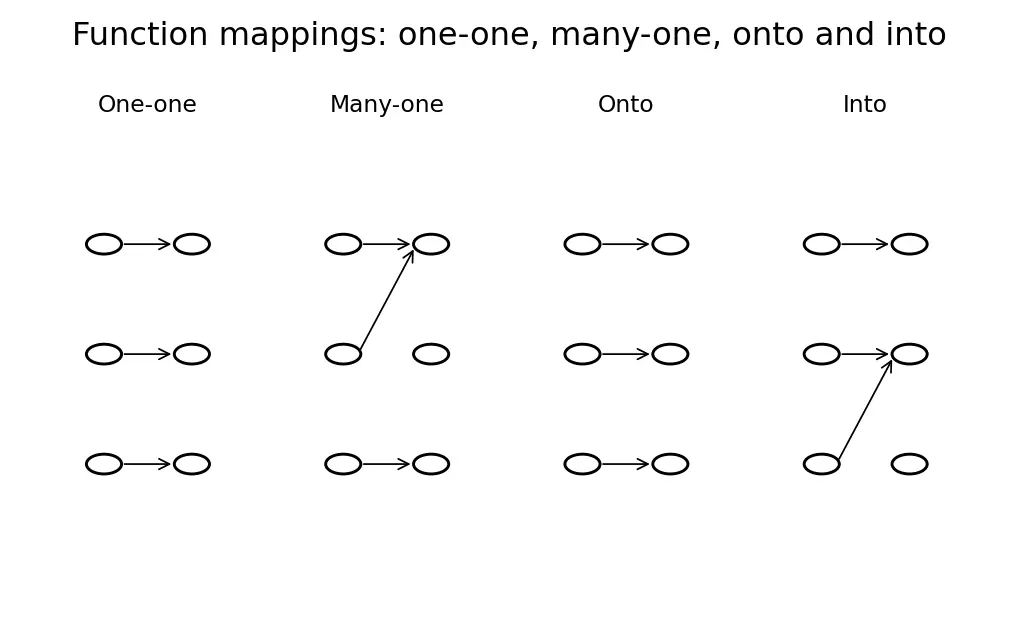 Function mappings: one-one, many-one, onto and into
One-one
Many-one
Onto
Into